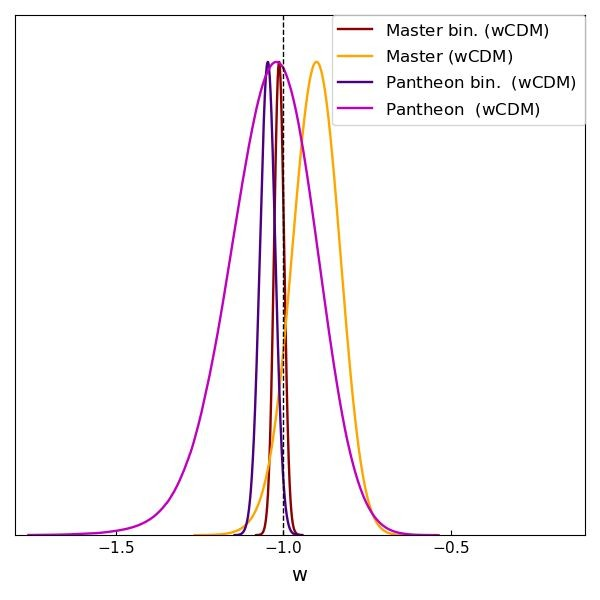 Master bin. (wCDM)
Master (wCDM)
Pantheon bin.  (wCDM)
Pantheon  (wCDM)
−1.5
−1.0
−0.5
w